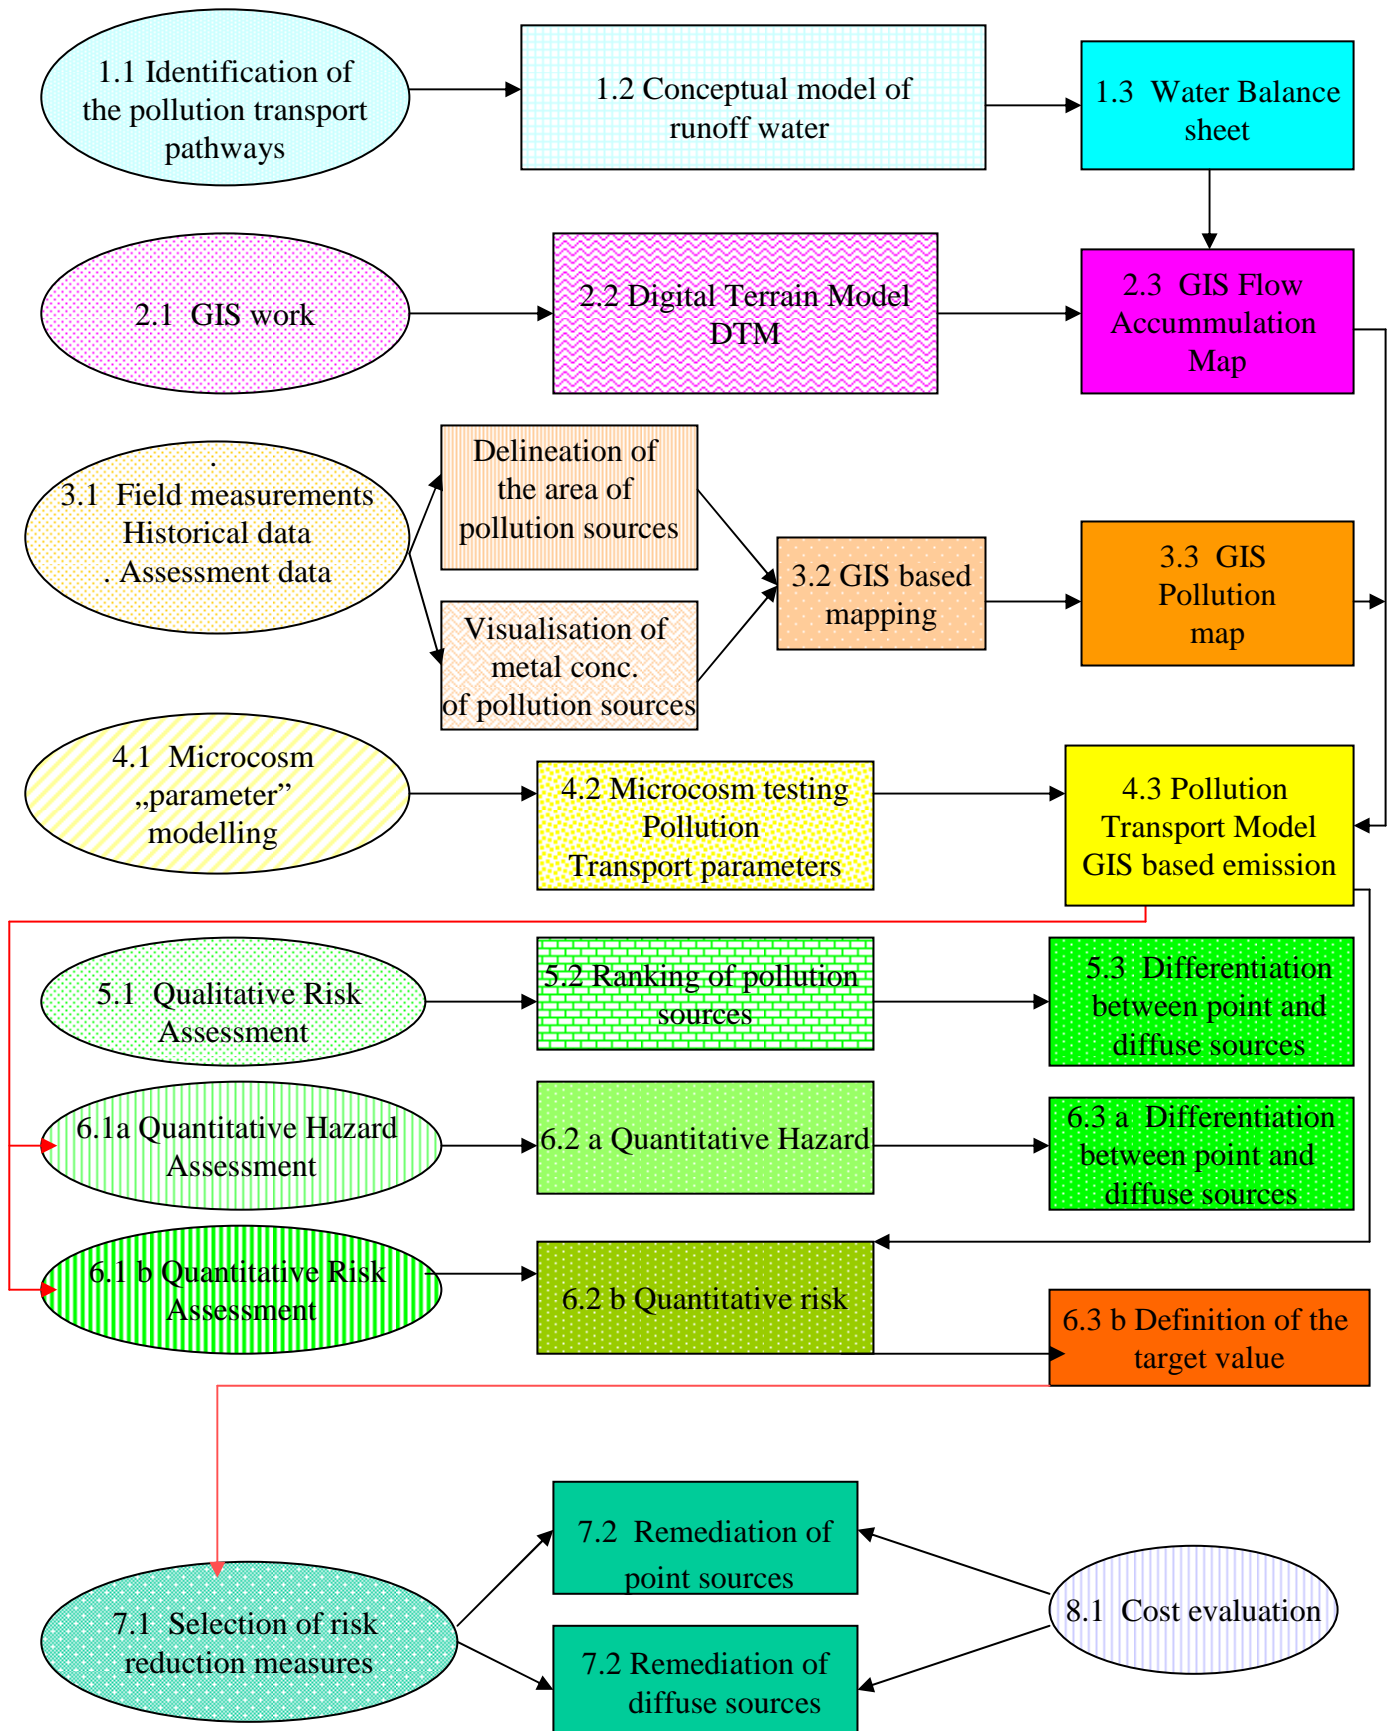 1.1 Identification of
the pollution transport
pathways
1.2 Conceptual model of
runoff water
1.3 Water Balance
sheet
2.1 GIS work
2.2 Digital Terrain Model
DTM
2.3 GIS Flow
Accummulation
Map
.
3.1 Field measurements
Historical data
. Assessment data
Delineation of
the area of
pollution sources
Visualisation of
metal conc.
of pollution sources
3.2 GIS based
mapping
3.3 GIS
Pollution
map
4.1 Microcosm
„parameter”
modelling
4.2 Microcosm testing
Pollution
Transport parameters
4.3 Pollution
Transport Model
GIS based emission
5.1 Qualitative Risk
Assessment
5.2 Ranking of pollution
sources
5.3 Differentiation
between point and
diffuse sources
6.1a Quantitative Hazard
Assessment
6.2 a Quantitative Hazard
6.3 a Differentiation
between point and
diffuse sources
6.1 b Quantitative Risk
Assessment
6.2 b Quantitative risk
6.3 b Definition of the
target value
7.1 Selection of risk
reduction measures
7.2 Remediation of
point sources
7.2 Remediation of
diffuse sources
8.1 Cost evaluation